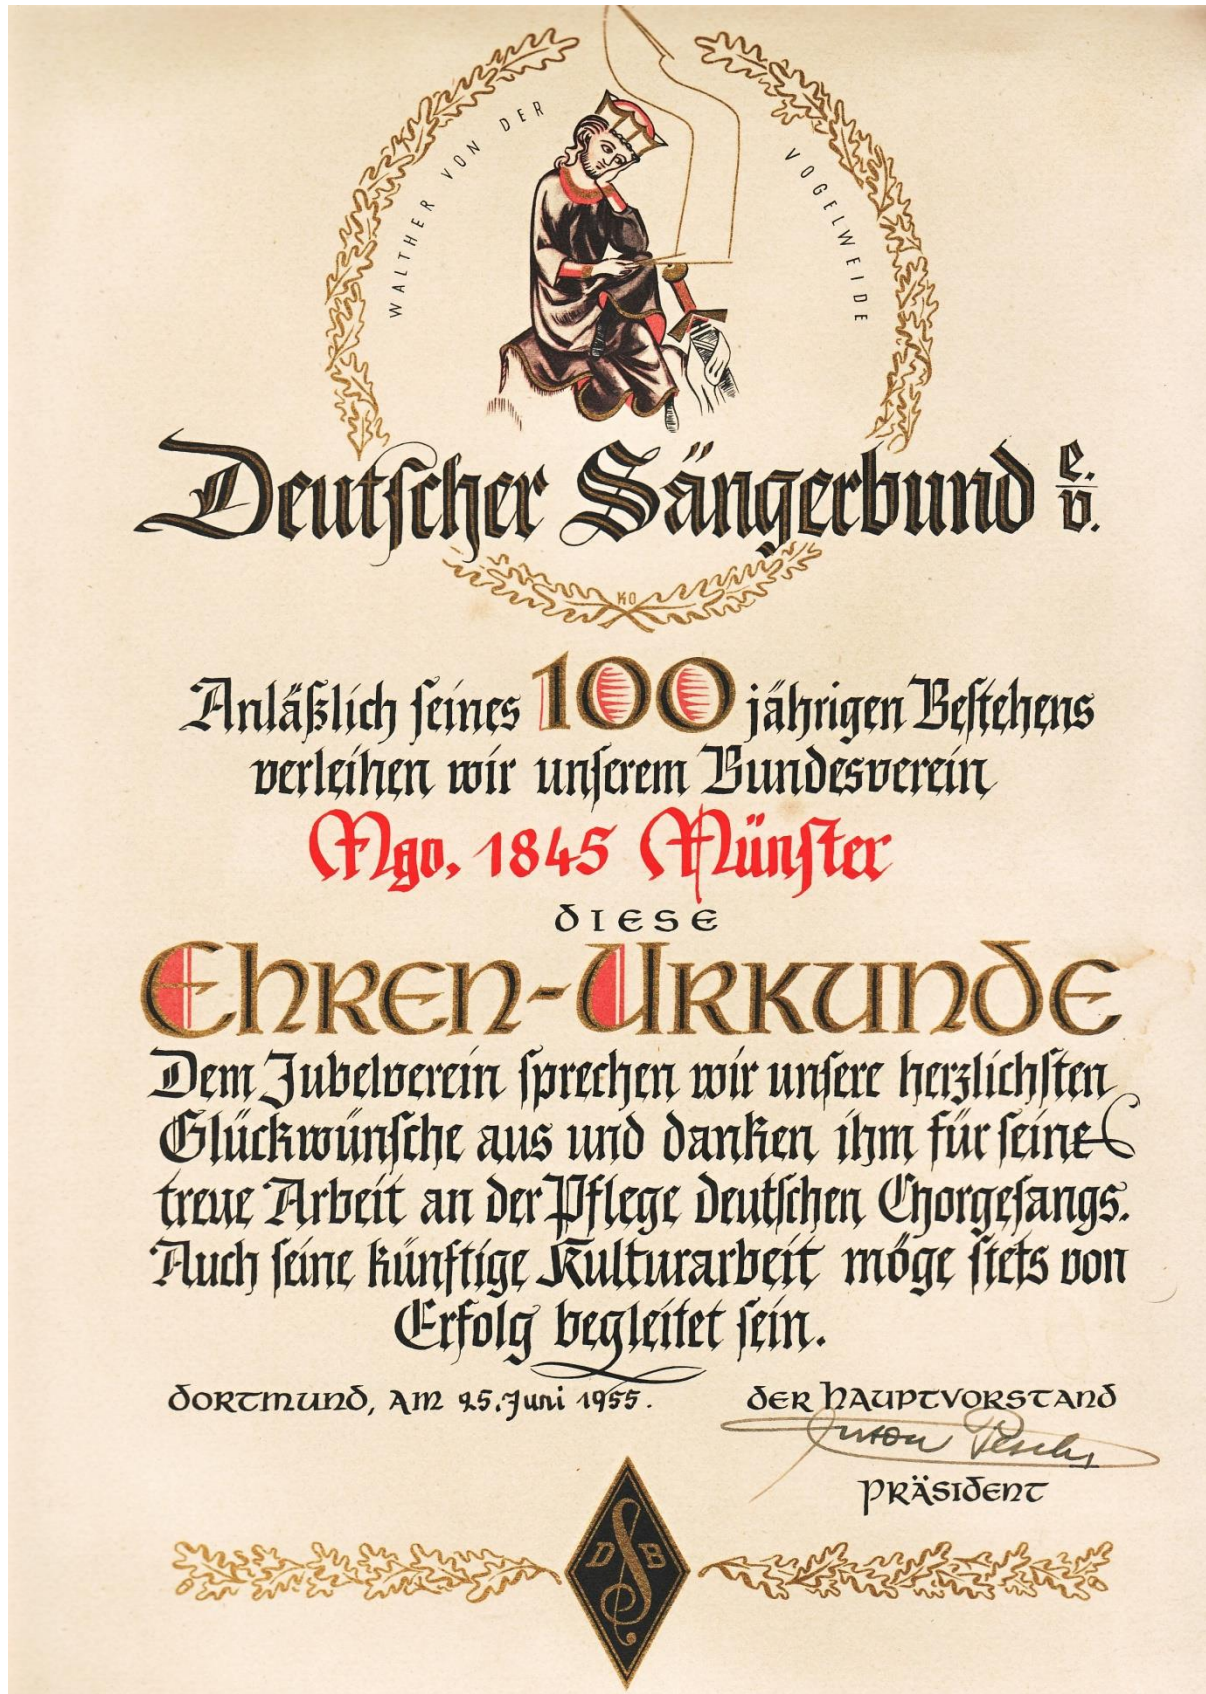 WALTHER VON DER VOGELWEIDE
Deutscher Sängerbund e.v.
KO
Anläßlich seines 100 jährigen Bestehens
verleihen wir unserem Bundesverein
Mgv. 1845 Münster
DIESE
EHREN-URKUNDE
Dem Jubelverein sprechen wir unsere herzlichsten
Glückwünsche aus und danken ihm für seine
treue Arbeit an der Pflege deutschen Chorgesangs.
Auch seine künftige Kulturarbeit möge stets von
Erfolg begleitet sein.
DORTMUND, AM 25. Juni 1955.
DER HAUPTVORSTAND
PRÄSIDENT
DSB